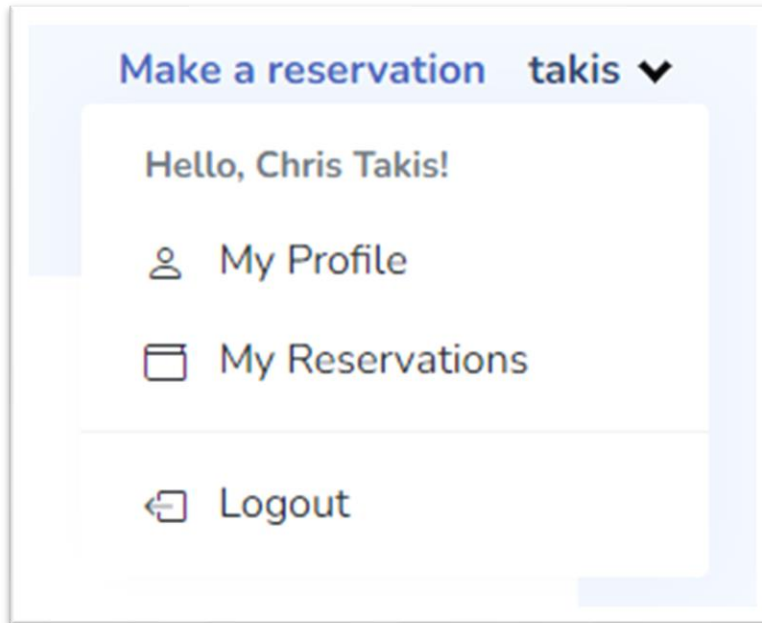 Make a reservation takis
Hello, Chris Takis!
My Profile
My Reservations
Logout